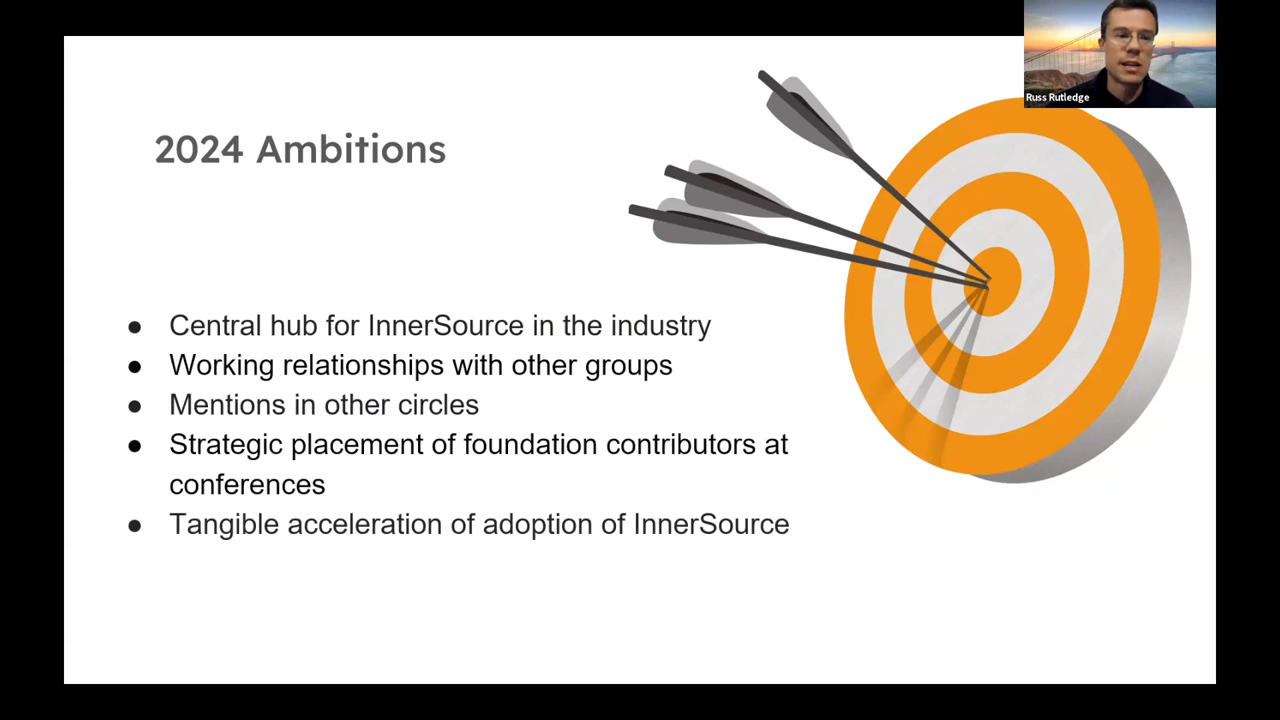 Russ Rutledge
2024 Ambitions
● Central hub for InnerSource in the industry
● Working relationships with other groups
● Mentions in other circles
● Strategic placement of foundation contributors at
conferences
● Tangible acceleration of adoption of InnerSource